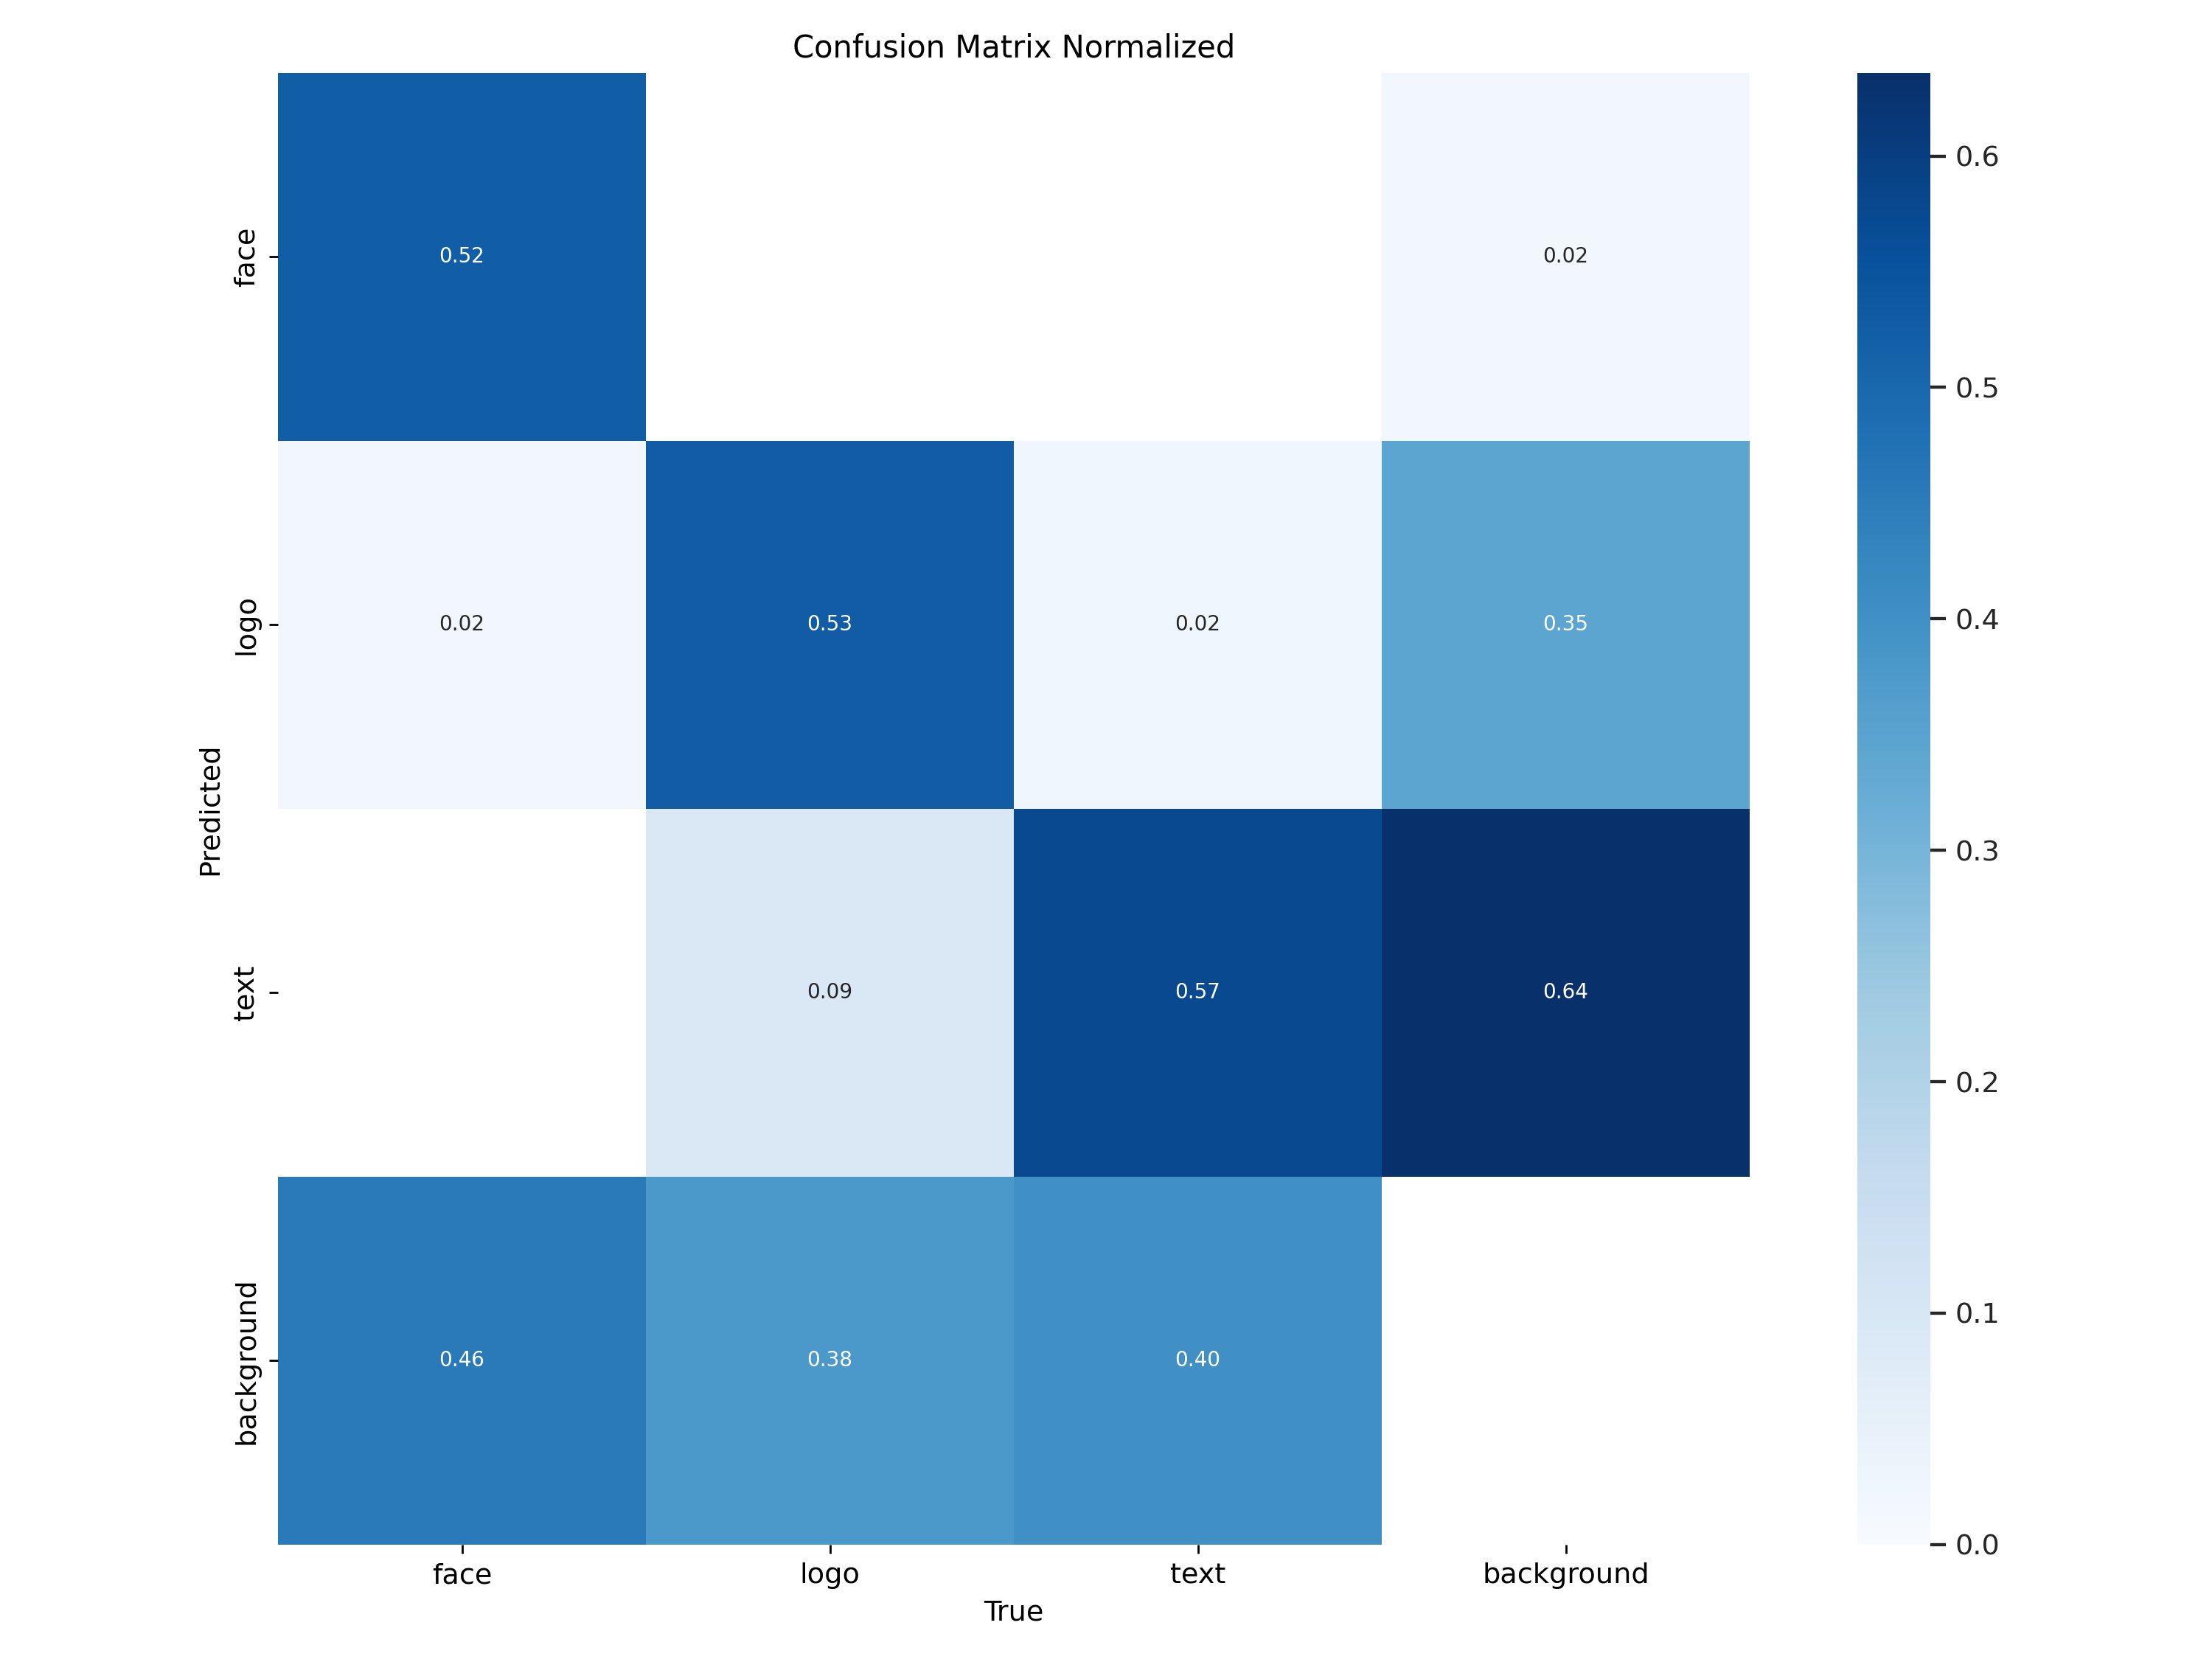 Confusion Matrix Normalized
face
0.52
0.02
0.6
0.5
logo
0.02
0.53
0.02
0.35
0.4
Predicted
0.3
text
0.09
0.57
0.64
0.2
background
0.46
0.38
0.40
0.1
0.0
face
logo
text
background
True